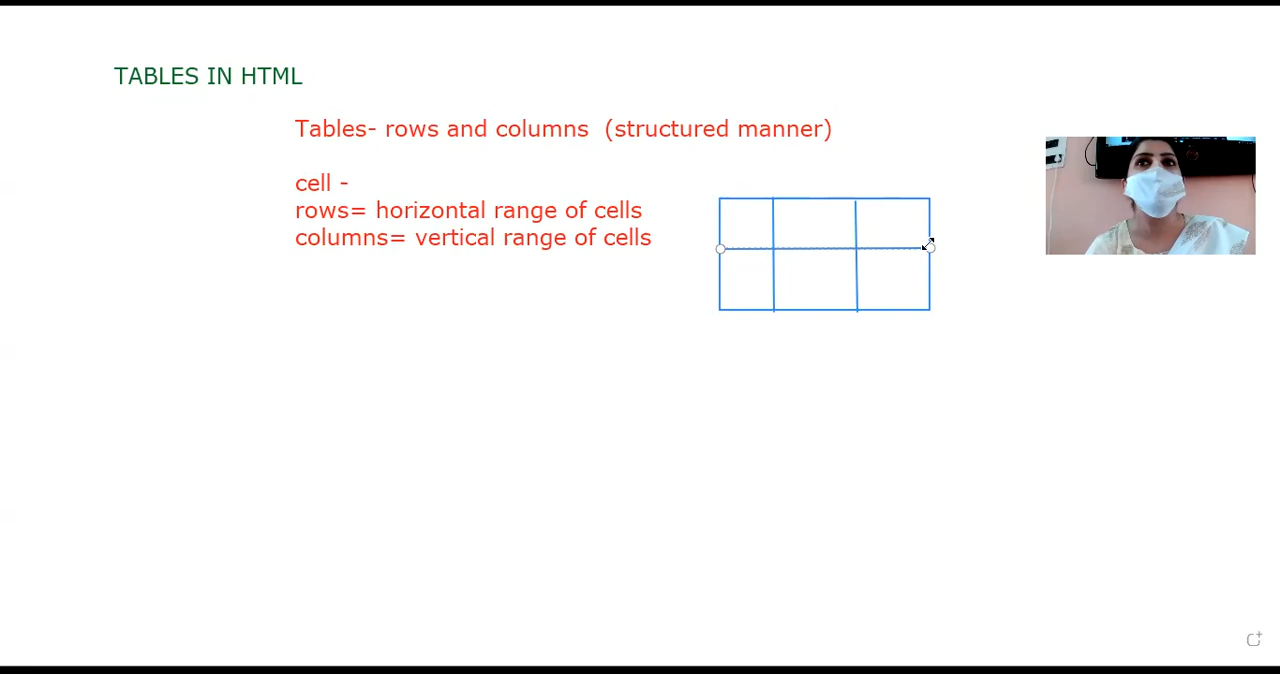 TABLES IN HTML
Tables- rows and columns (structured manner)
cell -
rows= horizontal range of cells
columns= vertical range of cells